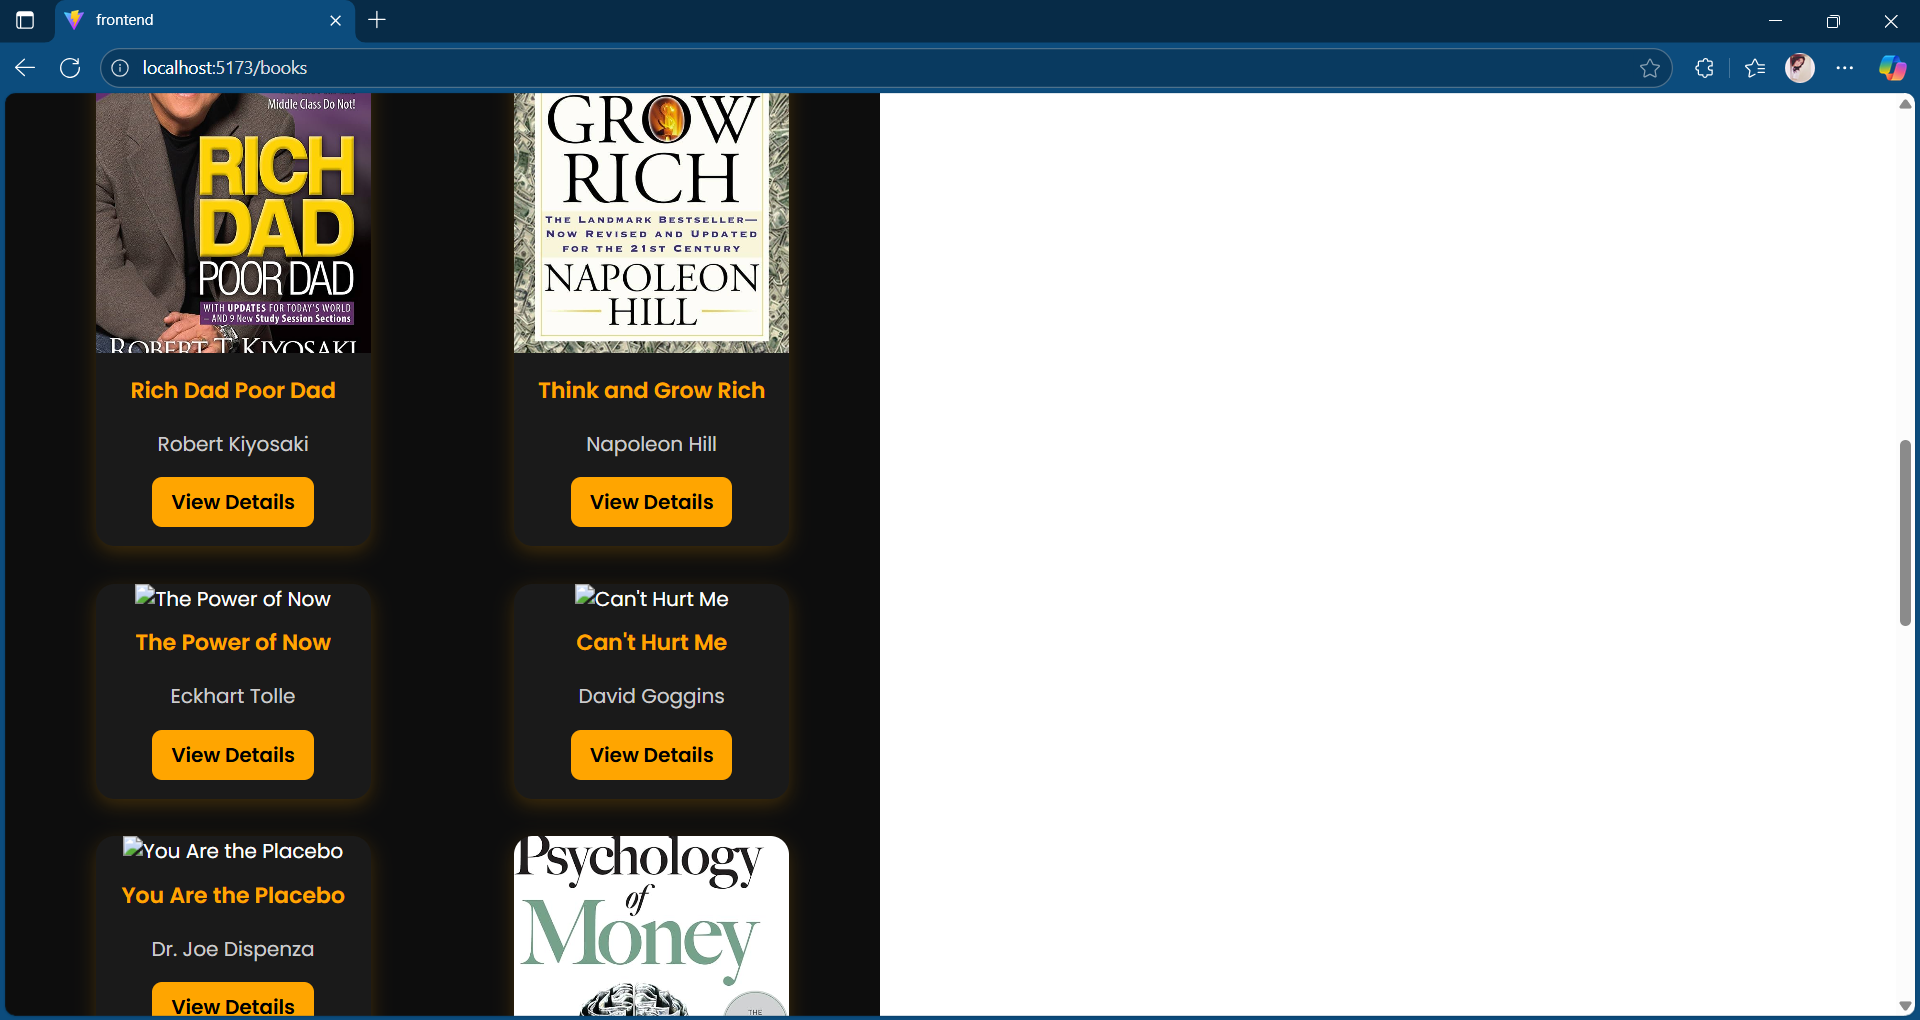 frontend
localhost:5173/books
Middle Class Do Not!
RICH
DAD
POOR DAD
WITH UPDATES FOR TODAY'S WORLD
– AND 9 New Study Session Sections
ROBERT T. KIYOSAKI
Rich Dad Poor Dad
Robert Kiyosaki
View Details
GROW
RICH
THE LANDMARK BESTSELLER—
NOW REVISED AND UPDATED
FOR THE 21ST CENTURY
NAPOLEON
HILL
Think and Grow Rich
Napoleon Hill
View Details
The Power of Now
The Power of Now
Eckhart Tolle
View Details
Can't Hurt Me
Can't Hurt Me
David Goggins
View Details
You Are the Placebo
You Are the Placebo
Dr. Joe Dispenza
View Details
Psychology
of
Money
THE